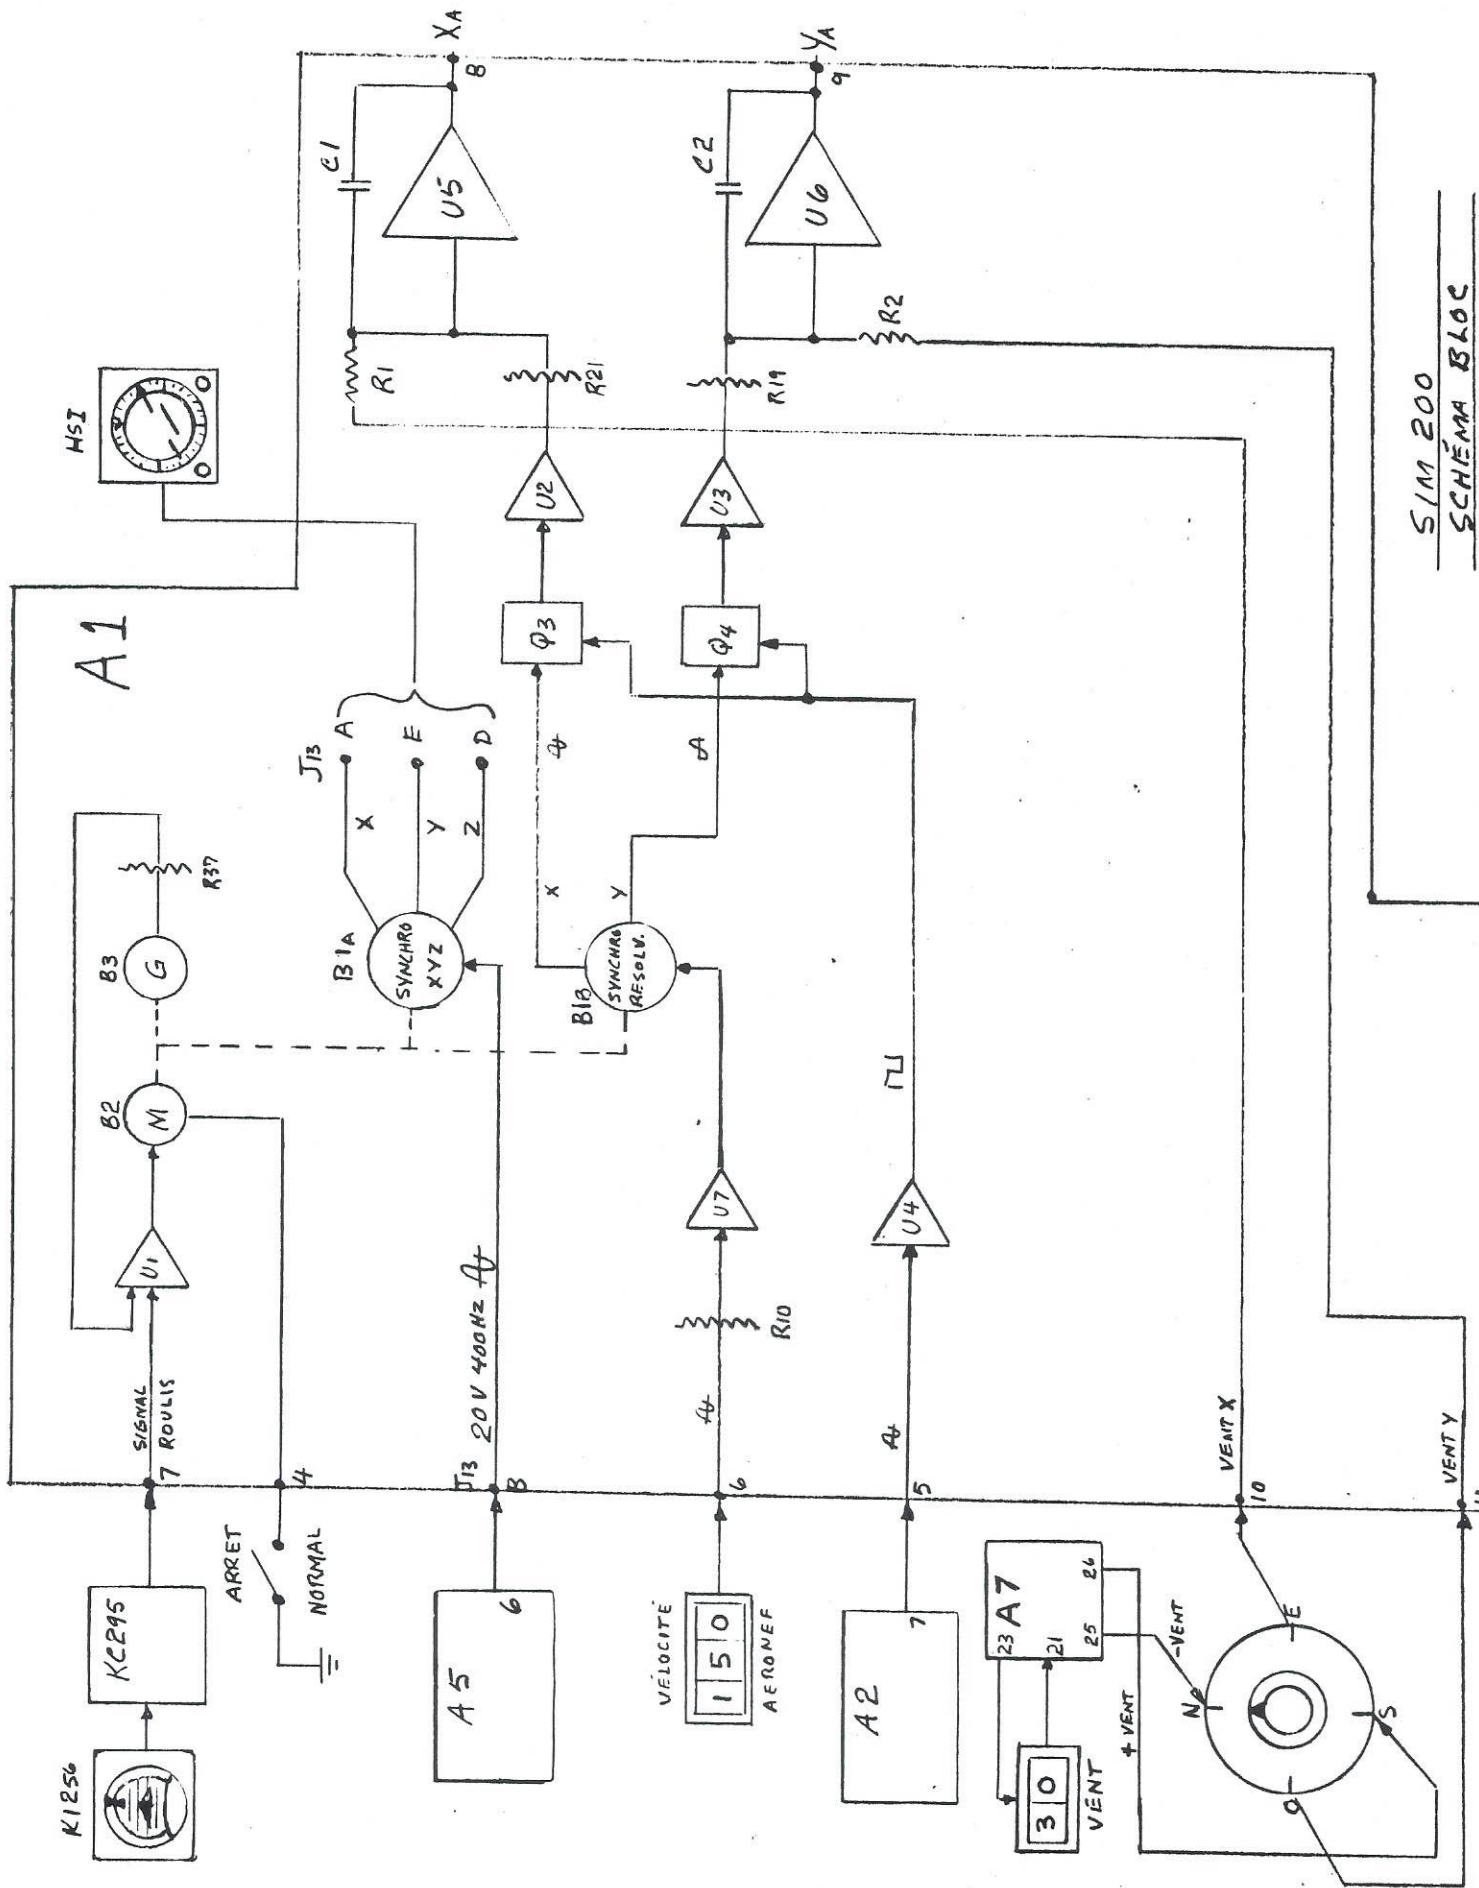 SIM 200
SCHÉMA BLOC
A1
KI256
KC295
SIGNAL
ROULIS
7
U1
B2
M
B3
G
R37
HSI
ARRET
NORMAL
4
A5
6
J13
B
20V 400HZ
B1A
SYNCHRO
XYZ
X
Y
Z
J13
A
E
D
VÉLOCITÉ
150
AERONEF
6
R10
U7
B1B
SYNCHRO
RESOLV.
X
Y
Q3
U2
R21
R1
C1
U5
8
XA
A2
7
5
U4
Q4
U3
R19
R2
C2
U6
9
YA
30
VENT
A7
23
21
25
26
-VENT
+VENT
N
E
S
O
10
VENT X
11
VENT Y